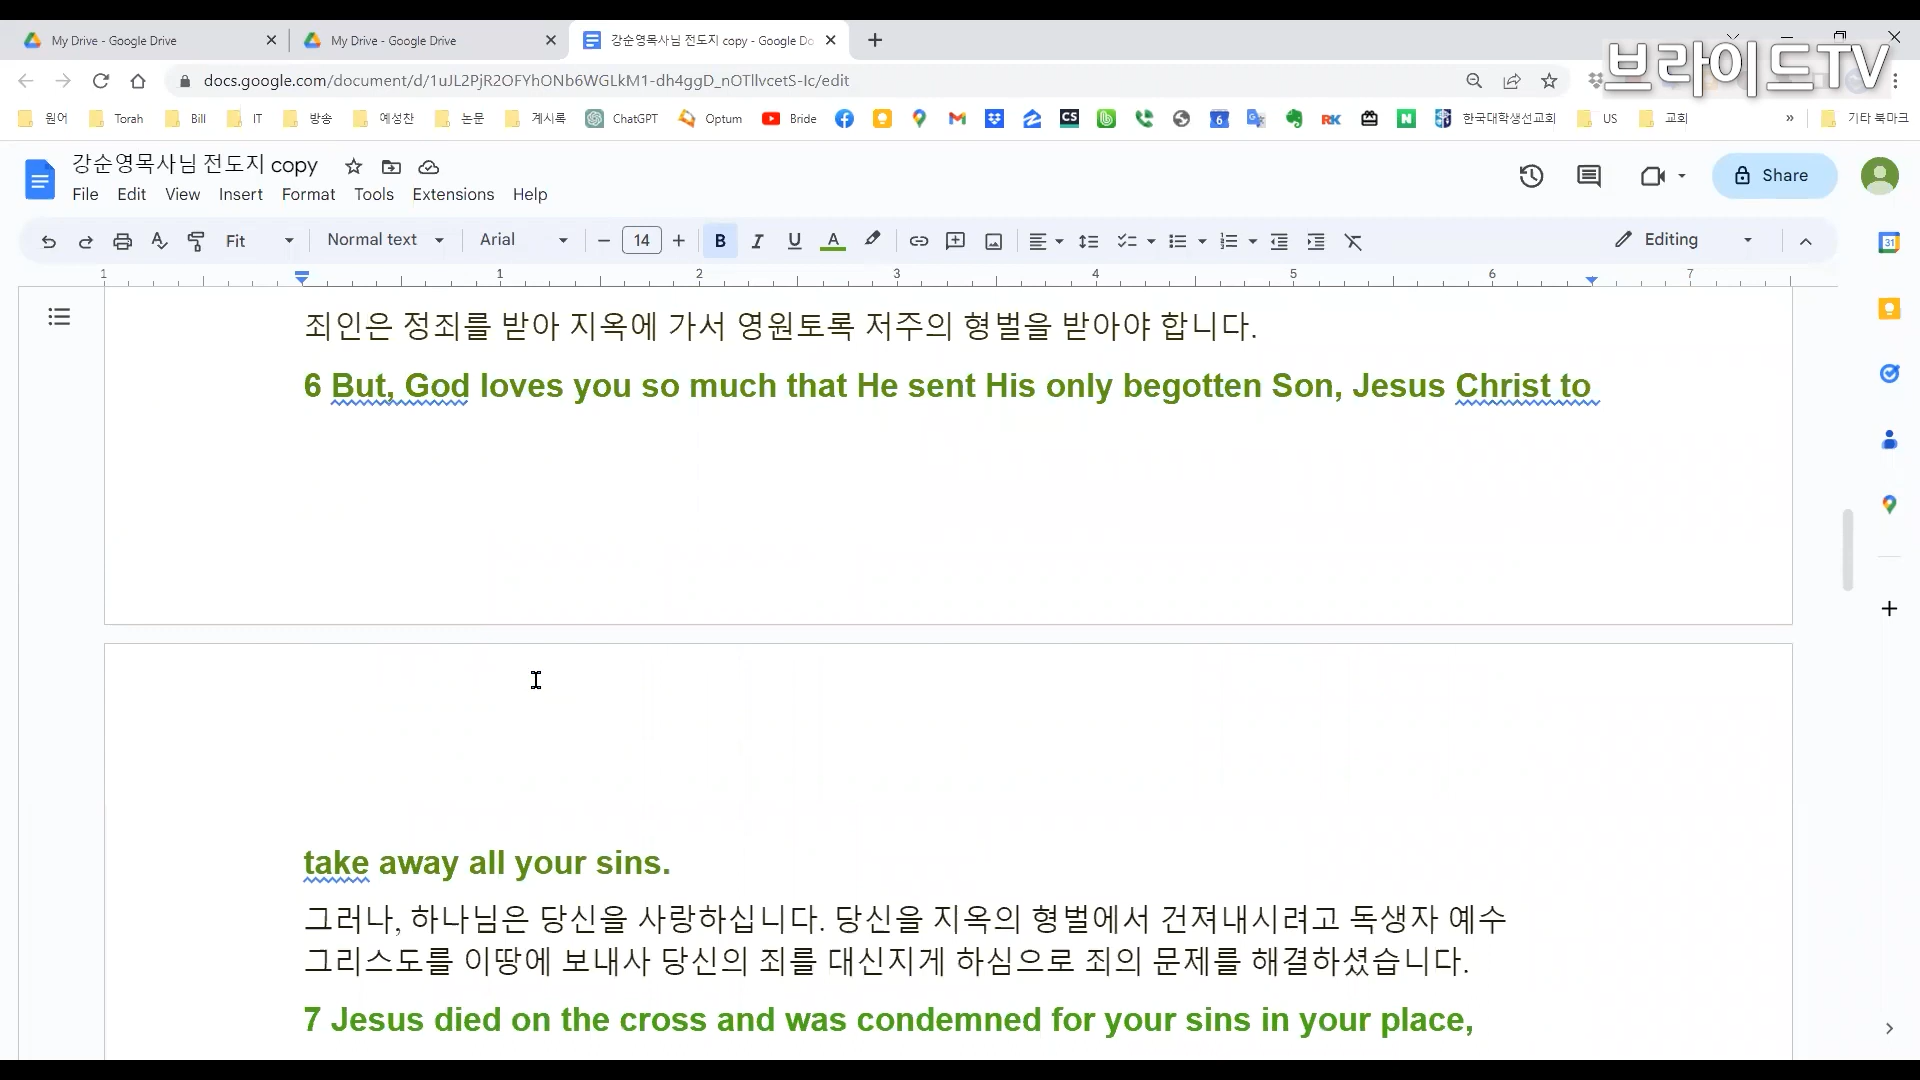 My Drive - Google Drive
My Drive - Google Drive
강순영목사님 전도지 copy - Google Do
브라이드TV
docs.google.com/document/d/1uJL2PjR2OFYhONb6WGLkM1-dh4ggD_nOTllvcetS-Ic/edit
원어 Torah Bill IT 방송 예성찬 논문 게시록 ChatGPT Optum Bride 한국대학생선교회 US 교회 » 기타 북마크
강순영목사님 전도지 copy
File Edit View Insert Format Tools Extensions Help
Share
Fit Normal text Arial 14 B I U A Editing
1 1 2 3 4 5 6 7
죄인은 정죄를 받아 지옥에 가서 영원토록 저주의 형벌을 받아야 합니다.
6 But, God loves you so much that He sent His only begotten Son, Jesus Christ to
take away all your sins.
그러나, 하나님은 당신을 사랑하십니다. 당신을 지옥의 형벌에서 건져내시려고 독생자 예수
그리스도를 이땅에 보내사 당신의 죄를 대신지게 하심으로 죄의 문제를 해결하셨습니다.
7 Jesus died on the cross and was condemned for your sins in your place,